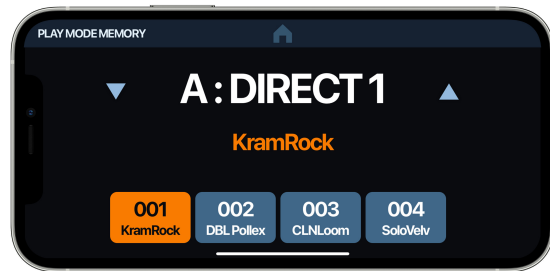 PLAY MODE MEMORY
A : DIRECT 1
KramRock
001 002 003 004
KramRock DBL Pollex CLNLoom SoloVelv